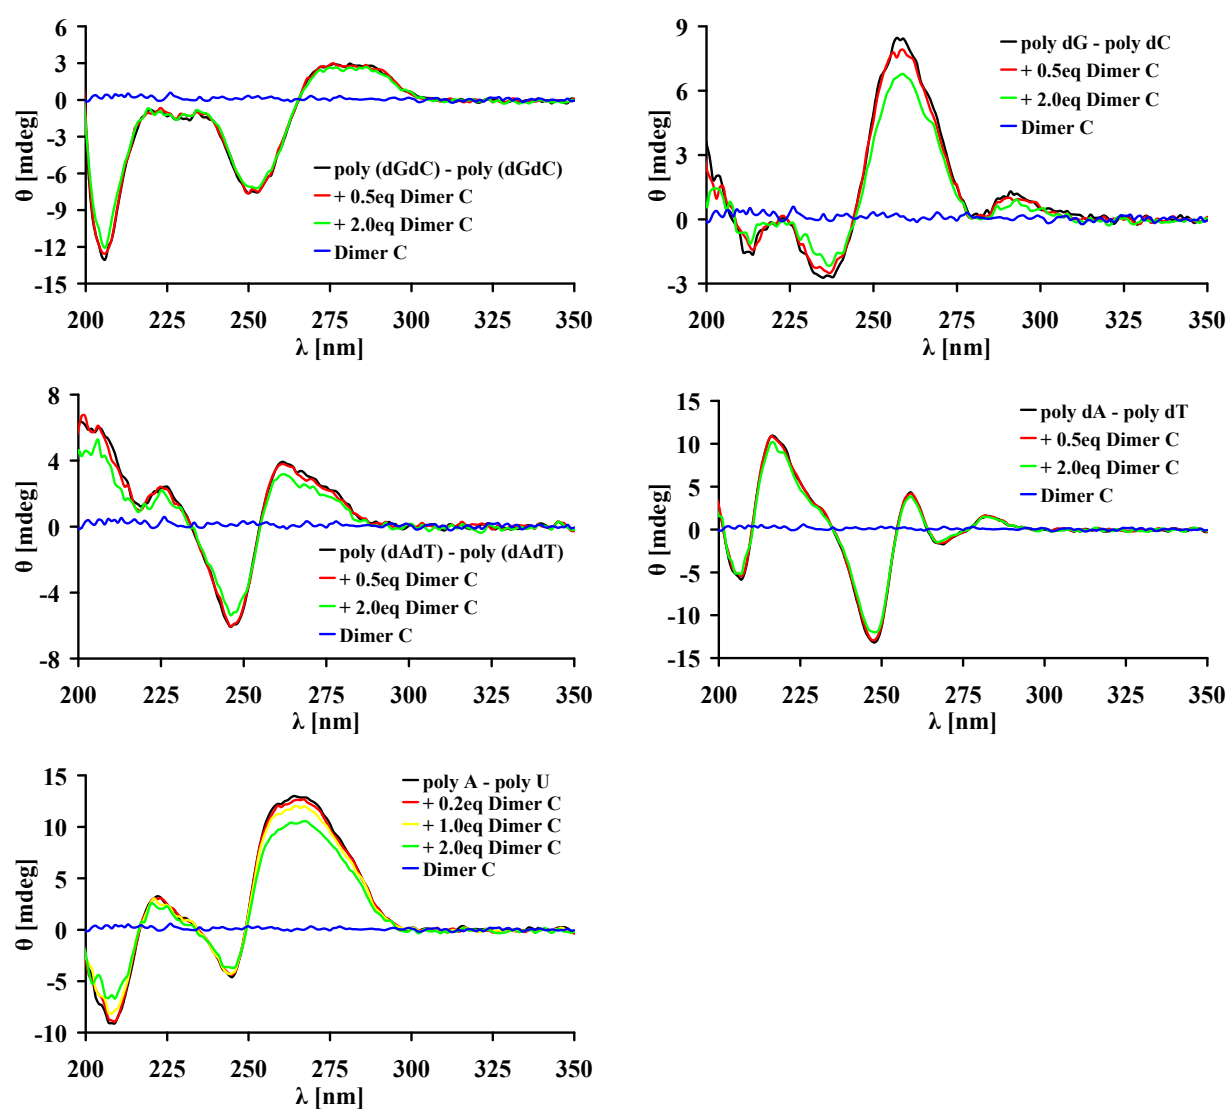 6
3
0
-3
-6
-9
-12
-15
θ [mdeg]
poly (dGdC) - poly (dGdC)
+ 0.5eq Dimer C
+ 2.0eq Dimer C
Dimer C
200 225 250 275 300 325 350
λ [nm]
9
6
3
0
-3
θ [mdeg]
poly dG - poly dC
+ 0.5eq Dimer C
+ 2.0eq Dimer C
Dimer C
200 225 250 275 300 325 350
λ [nm]
8
4
0
-4
-8
θ [mdeg]
poly (dAdT) - poly (dAdT)
+ 0.5eq Dimer C
+ 2.0eq Dimer C
Dimer C
200 225 250 275 300 325 350
λ [nm]
15
10
5
0
-5
-10
-15
θ [mdeg]
poly dA - poly dT
+ 0.5eq Dimer C
+ 2.0eq Dimer C
Dimer C
200 225 250 275 300 325 350
λ [nm]
15
10
5
0
-5
-10
θ [mdeg]
poly A - poly U
+ 0.2eq Dimer C
+ 1.0eq Dimer C
+ 2.0eq Dimer C
Dimer C
200 225 250 275 300 325 350
λ [nm]